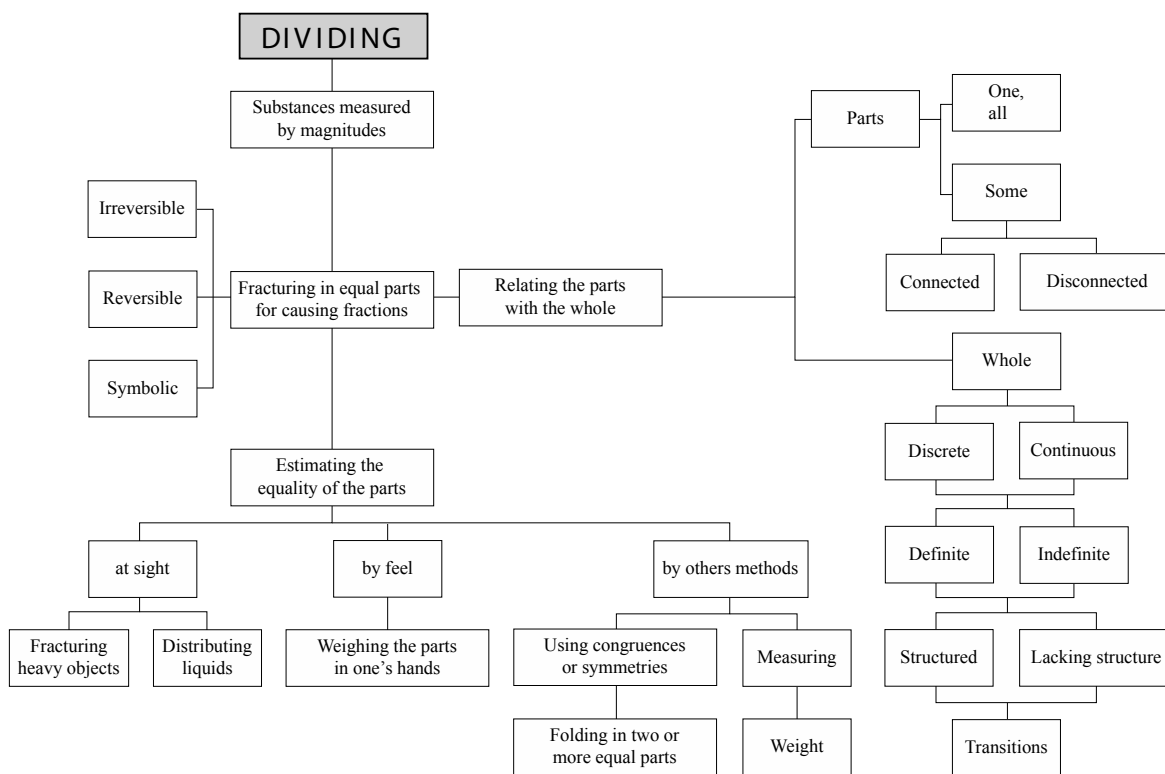 DIVIDING
Substances measured
by magnitudes
Irreversible
Reversible
Symbolic
Fracturing in equal parts
for causing fractions
Relating the parts
with the whole
Parts
One,
all
Some
Connected
Disconnected
Whole
Discrete
Continuous
Definite
Indefinite
Structured
Lacking structure
Transitions
Estimating the
equality of the parts
at sight
by feel
by others methods
Fracturing
heavy objects
Distributing
liquids
Weighing the parts
in one's hands
Using congruences
or symmetries
Measuring
Folding in two or
more equal parts
Weight